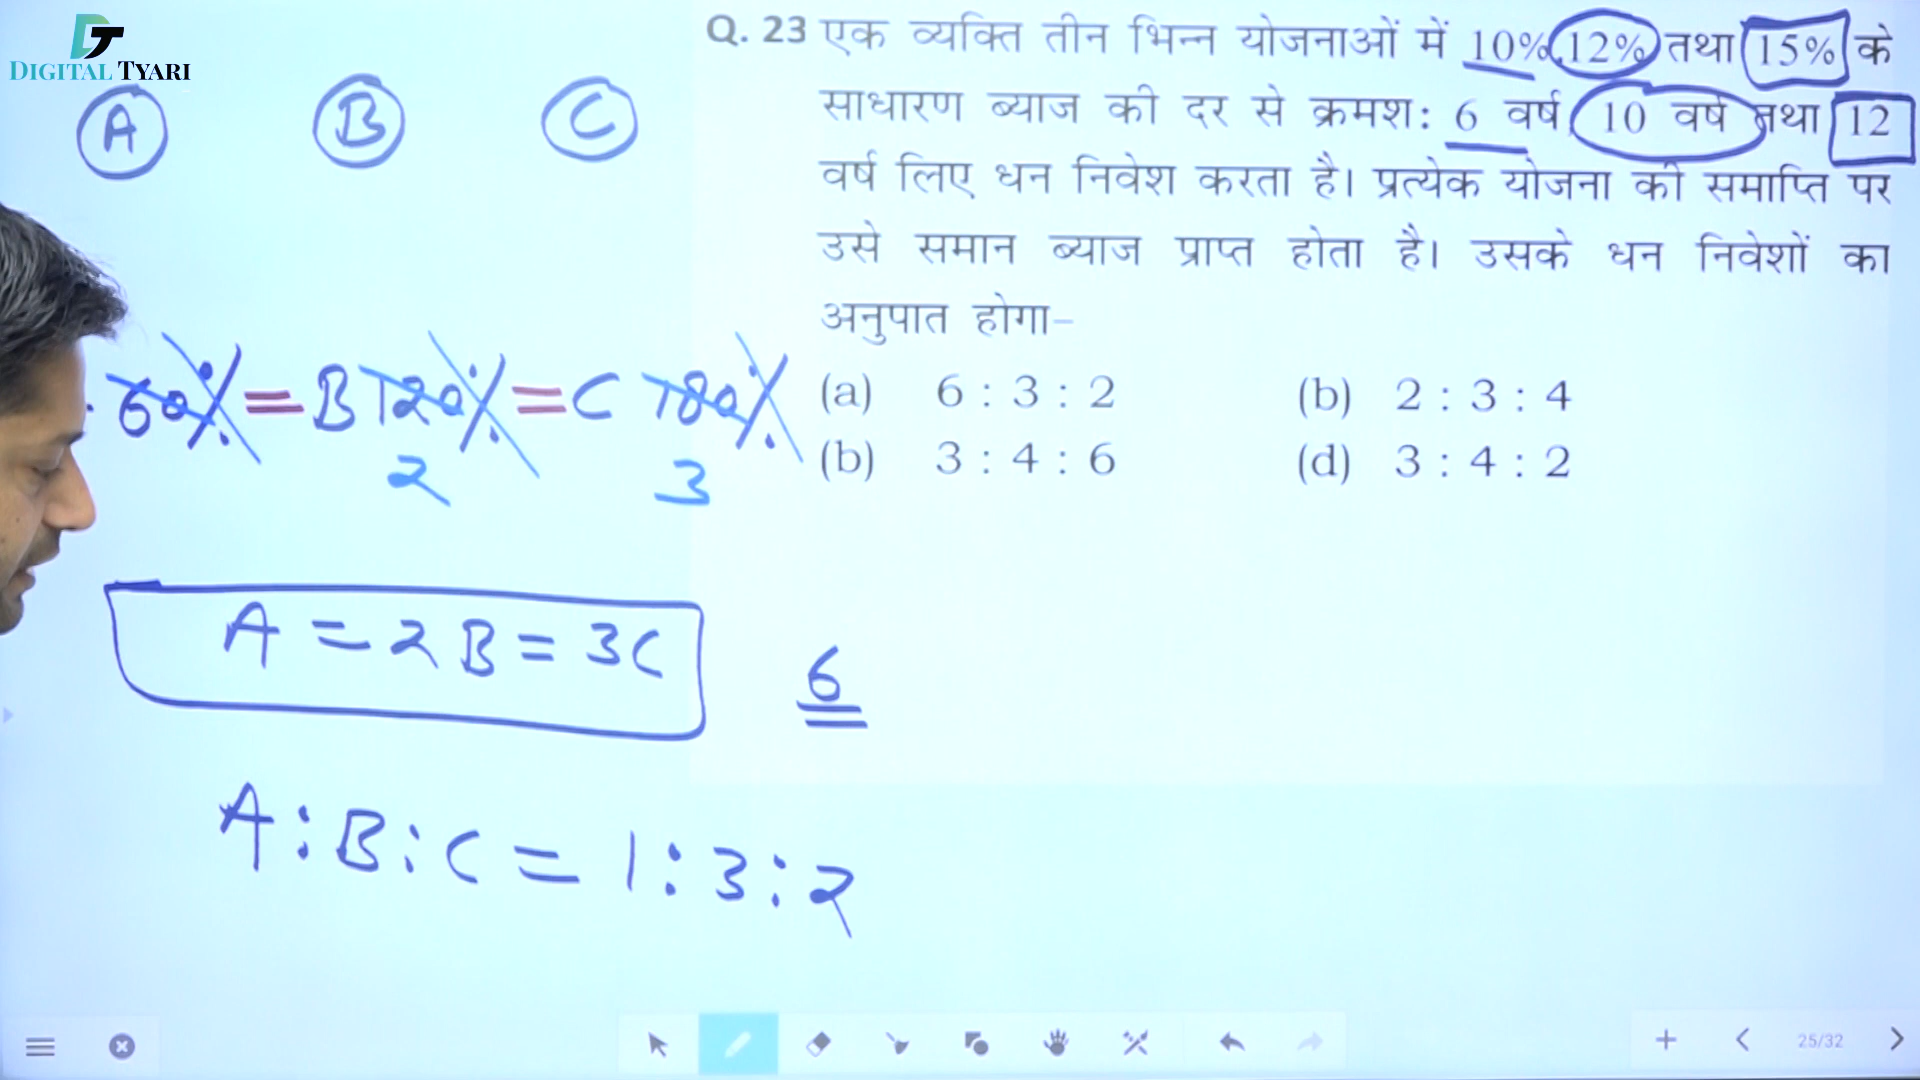 DIGITAL TYARI
A B C
Q. 23 एक व्यक्ति तीन भिन्न योजनाओं में 10% 12% तथा 15% के
साधारण ब्याज की दर से क्रमश: 6 वर्ष 10 वर्ष तथा 12
वर्ष लिए धन निवेश करता है। प्रत्येक योजना की समाप्ति पर
उसे समान ब्याज प्राप्त होता है। उसके धन निवेशों का
अनुपात होगा–
(a) 6 : 3 : 2 (b) 2 : 3 : 4
(b) 3 : 4 : 6 (d) 3 : 4 : 2
60% = B 120% = C 180%
2 3
A = 2B = 3C
6
A : B : C = 1 : 3 : 2
25/32